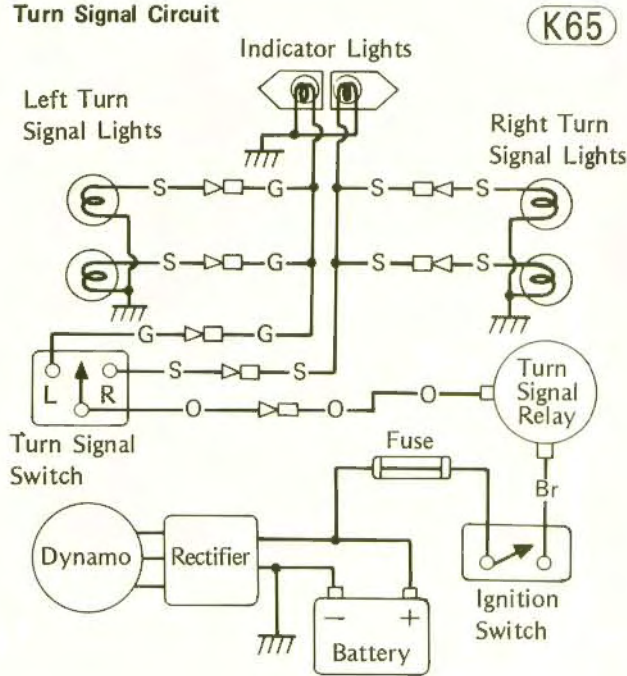 Turn Signal Circuit
K65
Indicator Lights
Left Turn
Signal Lights
Right Turn
Signal Lights
S G S S
S G S S
G G
L R
S S
O O O
Turn
Signal
Relay
Turn Signal
Switch
Fuse
Br
Dynamo
Rectifier
Ignition
Switch
− +
Battery